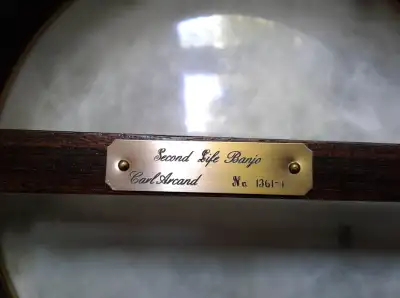 Second Life Banjo
Carl Arcand No. 1361-1